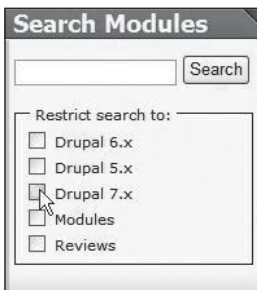 Search Modules
Search
Restrict search to:
Drupal 6.x
Drupal 5.x
Drupal 7.x
Modules
Reviews